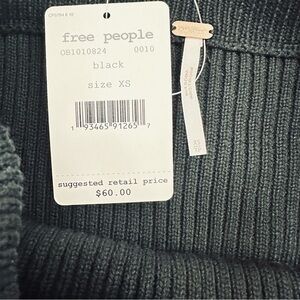 free people
OB1010824 0010
black
size XS
1 93465 91265 7
suggested retail price
$60.00